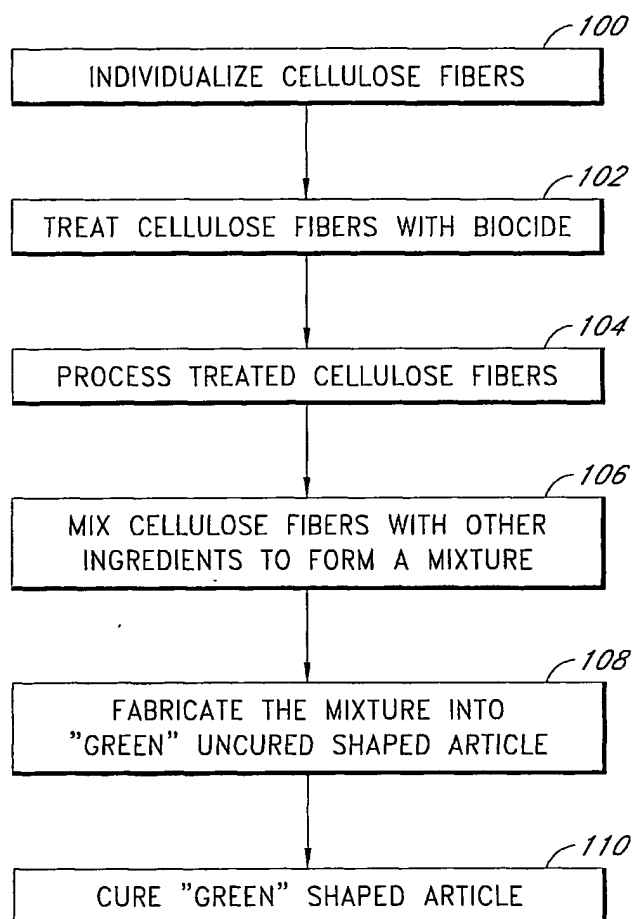 100
INDIVIDUALIZE CELLULOSE FIBERS
102
TREAT CELLULOSE FIBERS WITH BIOCIDE
104
PROCESS TREATED CELLULOSE FIBERS
106
MIX CELLULOSE FIBERS WITH OTHER
INGREDIENTS TO FORM A MIXTURE
108
FABRICATE THE MIXTURE INTO
"GREEN" UNCURED SHAPED ARTICLE
110
CURE "GREEN" SHAPED ARTICLE